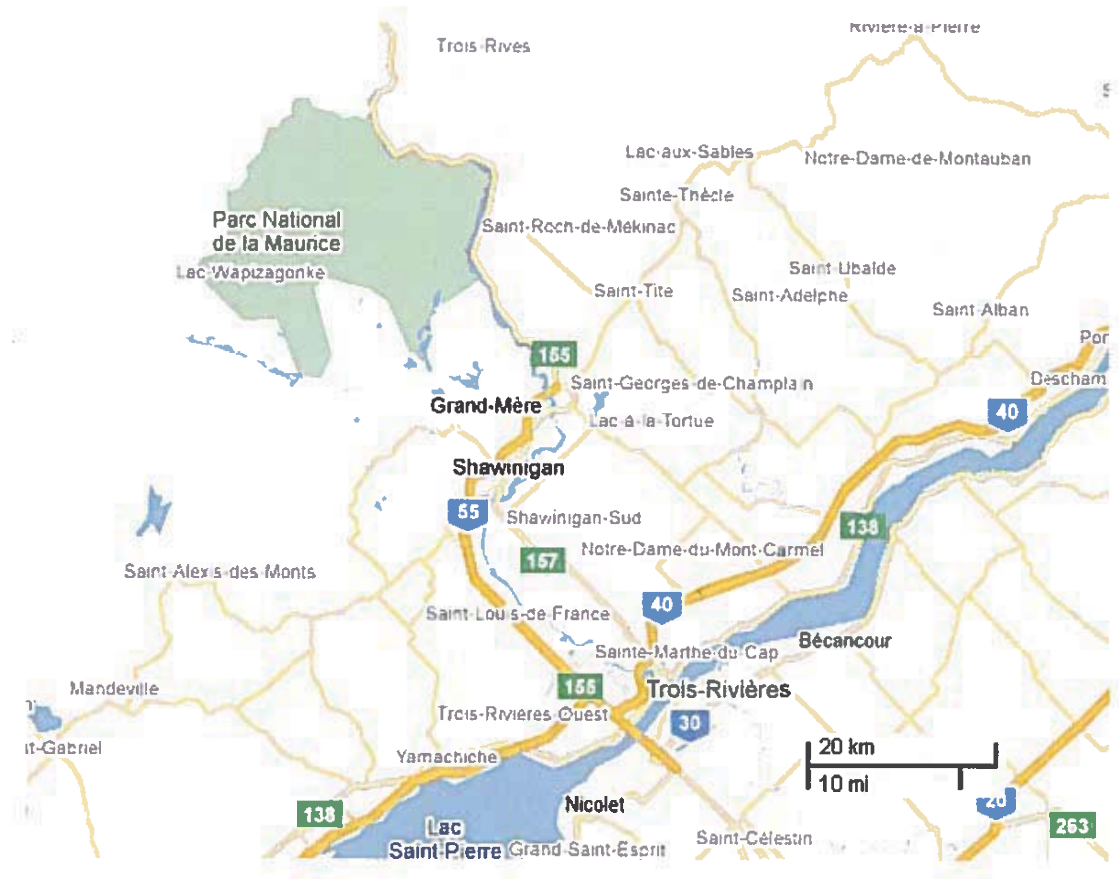 Rivière-à-Pierre
Trois-Rives
Lac-aux-Sables
Notre-Dame-de-Montauban
Sainte-Thècle
Parc National
de la Maurice
Saint-Roch-de-Mékinac
Lac-Wapizagonke
Saint-Ubalde
Saint-Tite
Saint-Adelphe
Saint-Alban
Por
155
Saint-Georges-de-Champlain
Descham
Grand-Mère
40
Lac-à-la-Tortue
Shawinigan
55
Shawinigan-Sud
138
Notre-Dame-du-Mont-Carmel
157
Saint-Alexis-des-Monts
40
Saint-Louis-de-France
Bécancour
Sainte-Marthe-du-Cap
Mandeville
155
Trois-Rivières
Trois-Rivières-Ouest
30
nt-Gabriel
Yamachiche
20 km
10 mi
Nicolet
20
138
263
Lac
Saint-Pierre
Grand-Saint-Esprit
Saint-Célestin